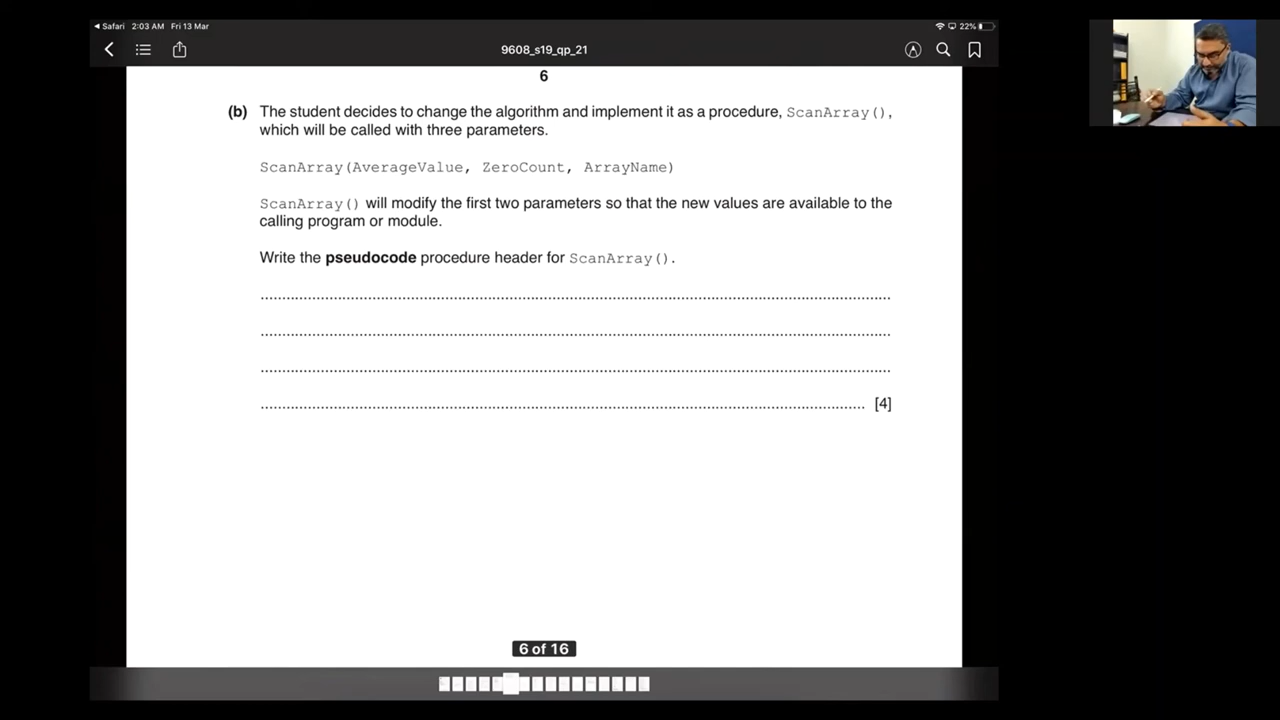 Safari 2:03 AM Fri 13 Mar
22%
9608_s19_qp_21
6
(b) The student decides to change the algorithm and implement it as a procedure, ScanArray(),
which will be called with three parameters.
ScanArray(AverageValue, ZeroCount, ArrayName)
ScanArray() will modify the first two parameters so that the new values are available to the
calling program or module.
Write the pseudocode procedure header for ScanArray().
[4]
6 of 16